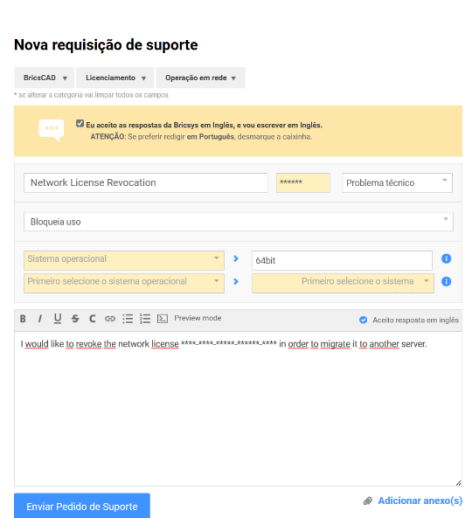 Nova requisição de suporte
BricsCAD Licenciamento Operação em rede
* se alterar a categoria vai limpar todos os campos
Eu aceito as respostas da Bricsys em Inglês, e vou escrever em Inglês.
ATENÇÃO: Se preferir redigir em Português, desmarque a caixinha.
Network License Revocation ****** Problema técnico
Bloqueia uso
Sistema operacional 64bit
Primeiro selecione o sistema operacional Primeiro selecione o sistema
B I U S C Preview mode Aceito resposta em inglês
I would like to revoke the network license ****-****-*****-******-**** in order to migrate it to another server.
Enviar Pedido de Suporte Adicionar anexo(s)